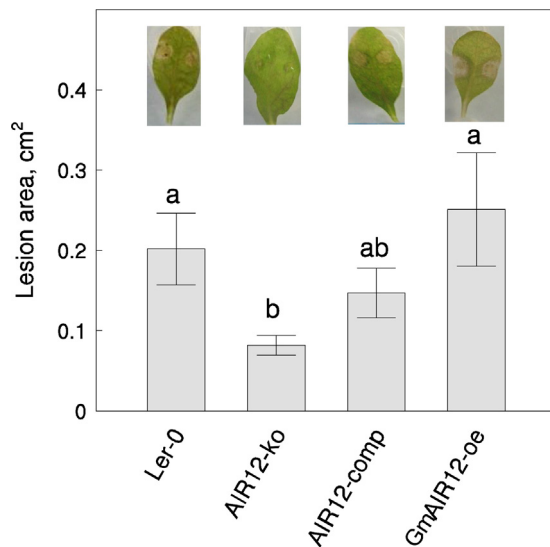 Lesion area, cm²
0.4
0.3
0.2
0.1
0
a
b
ab
a
Ler-0
AIR12-ko
AIR12-comp
GmAIR12-oe